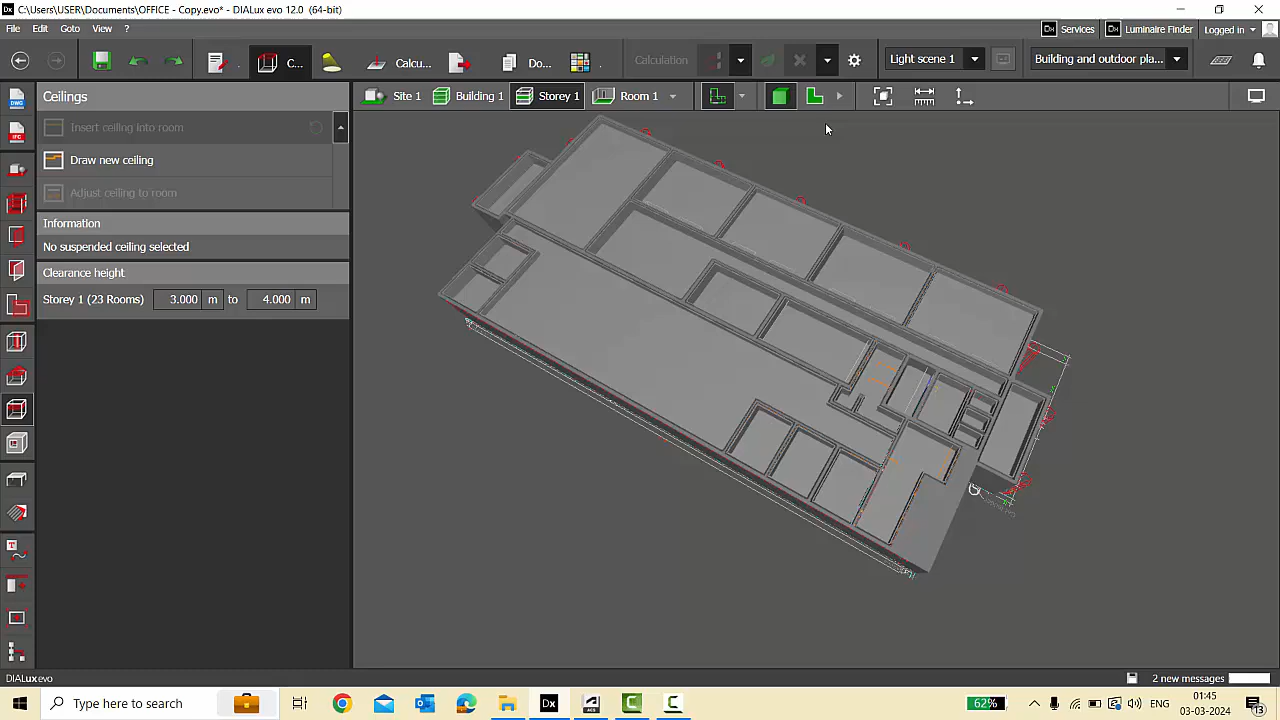 C:\Users\USER\Documents\OFFICE - Copy.evo* - DIALux evo 12.0 (64-bit)
File Edit Goto View ? Services Luminaire Finder Logged in
C... Calcu... Do... Calculation Light scene 1 Building and outdoor pla...
Ceilings
Site 1 Building 1 Storey 1 Room 1
Insert ceiling into room
Draw new ceiling
Adjust ceiling to room
Information
No suspended ceiling selected
Clearance height
Storey 1 (23 Rooms) 3.000 m to 4.000 m
DIALux evo
2 new messages
Type here to search
62%
ENG
01:45
03-03-2024
13